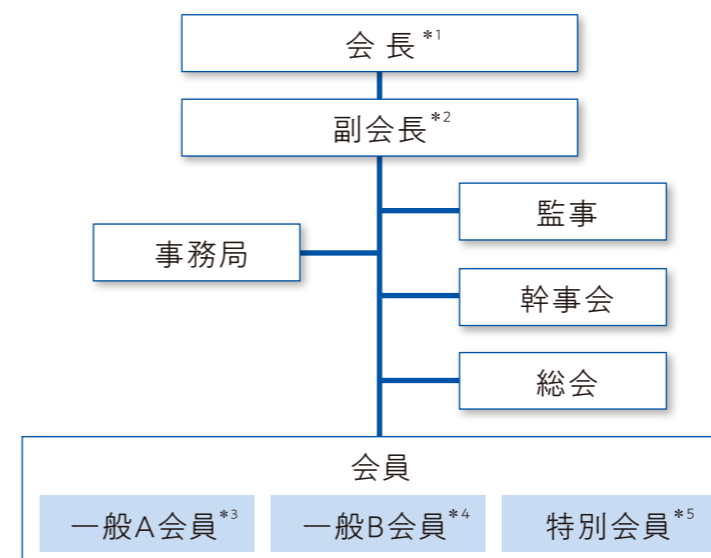 会長*1
副会長*2
監事
事務局
幹事会
総会
会員
一般A会員*3 一般B会員*4 特別会員*5